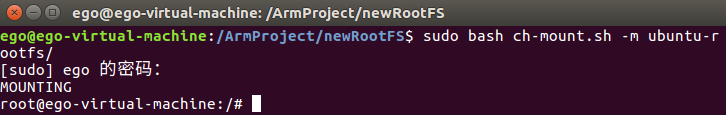 ego@ego-virtual-machine: /ArmProject/newRootFS
ego@ego-virtual-machine:/ArmProject/newRootFS$ sudo bash ch-mount.sh -m ubuntu-r
ootfs/
[sudo] ego 的密码：
MOUNTING
root@ego-virtual-machine:/#